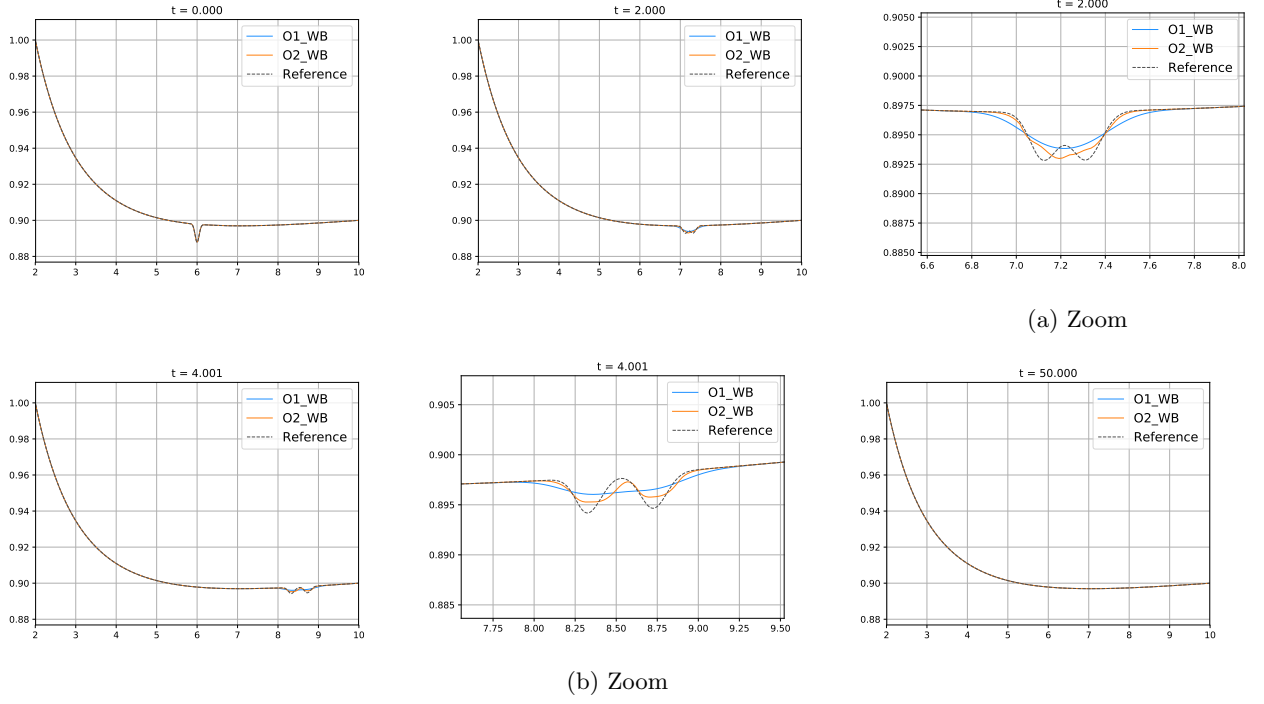 t = 0.000
1.00
0.98
0.96
0.94
0.92
0.90
0.88
2 3 4 5 6 7 8 9 10
O1_WB
O2_WB
Reference
t = 2.000
1.00
0.98
0.96
0.94
0.92
0.90
0.88
2 3 4 5 6 7 8 9 10
O1_WB
O2_WB
Reference
t = 2.000
0.9050
0.9025
0.9000
0.8975
0.8950
0.8925
0.8900
0.8875
0.8850
6.6 6.8 7.0 7.2 7.4 7.6 7.8 8.0
O1_WB
O2_WB
Reference
(a) Zoom
t = 4.001
1.00
0.98
0.96
0.94
0.92
0.90
0.88
2 3 4 5 6 7 8 9 10
O1_WB
O2_WB
Reference
t = 4.001
0.905
0.900
0.895
0.890
0.885
7.75 8.00 8.25 8.50 8.75 9.00 9.25 9.50
O1_WB
O2_WB
Reference
t = 50.000
1.00
0.98
0.96
0.94
0.92
0.90
0.88
2 3 4 5 6 7 8 9 10
O1_WB
O2_WB
Reference
(b) Zoom